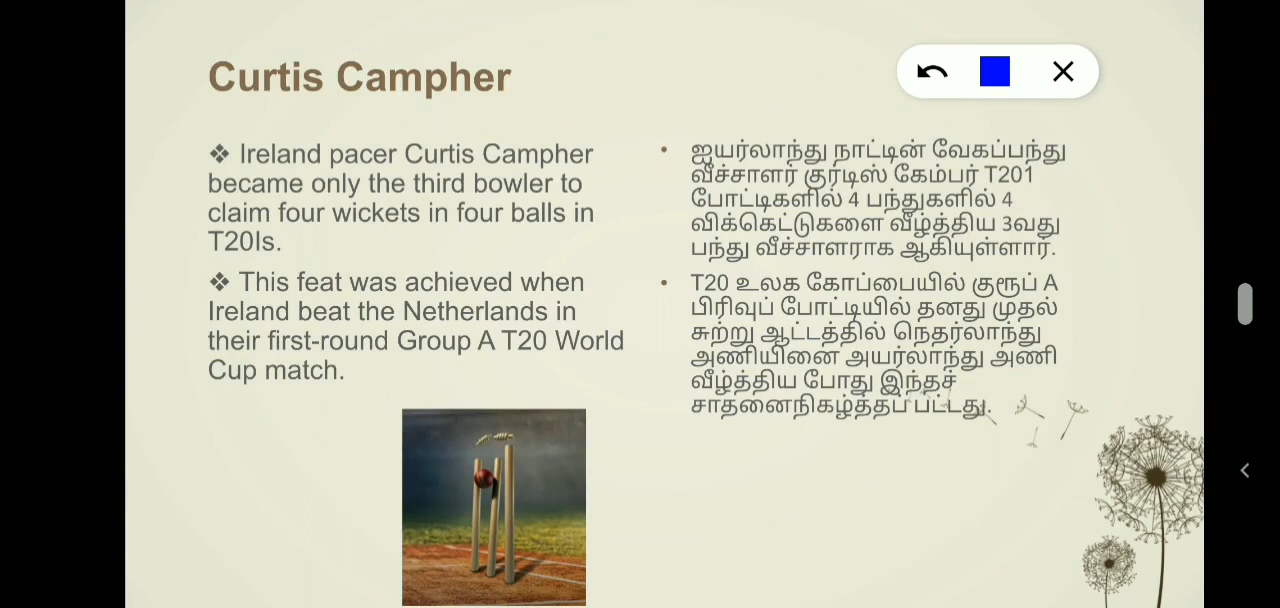 Curtis Campher
❖ Ireland pacer Curtis Campher
became only the third bowler to
claim four wickets in four balls in
T20Is.
❖ This feat was achieved when
Ireland beat the Netherlands in
their first-round Group A T20 World
Cup match.
• ஐயர்லாந்து நாட்டின் வேகப்பந்து
வீச்சாளர் குர்டிஸ் கேம்பர் T201
போட்டிகளில் 4 பந்துகளில் 4
விக்கெட்டுகளை வீழ்த்திய 3வது
பந்து வீச்சாளராக ஆகியுள்ளார்.
• T20 உலக கோப்பையில் குரூப் A
பிரிவுப் போட்டியில் தனது முதல்
சுற்று ஆட்டத்தில் நெதர்லாந்து
அணியினை அயர்லாந்து அணி
வீழ்த்திய போது இந்தச்
சாதனைநிகழ்த்தப் பட்டது.